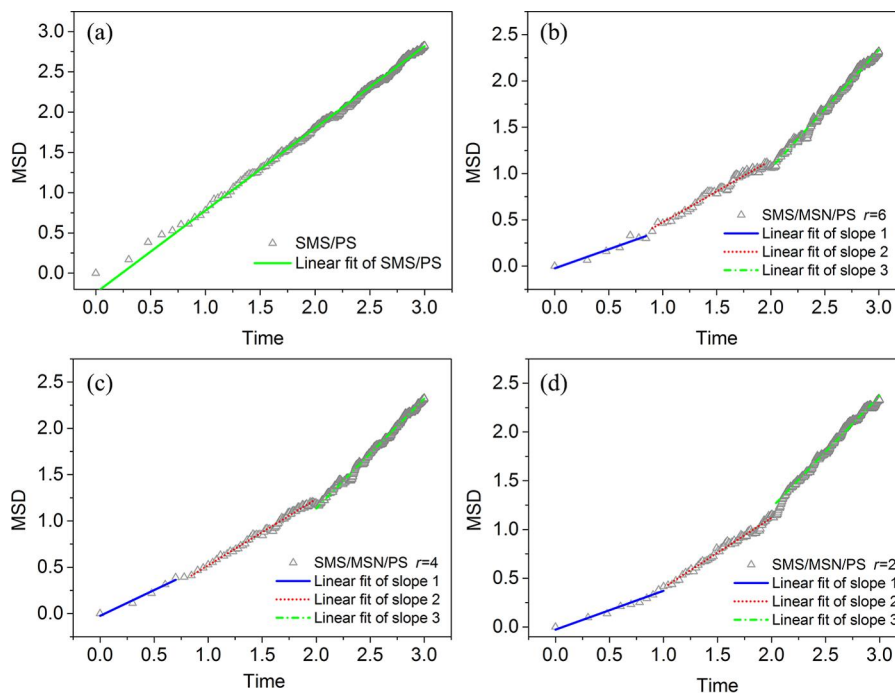 (a)
3.0
2.5
2.0
1.5
1.0
0.5
0.0
MSD
SMS/PS
Linear fit of SMS/PS
0.0 0.5 1.0 1.5 2.0 2.5 3.0
Time
(b)
2.5
2.0
1.5
1.0
0.5
0.0
MSD
SMS/MSN/PS r=6
Linear fit of slope 1
Linear fit of slope 2
Linear fit of slope 3
0.0 0.5 1.0 1.5 2.0 2.5 3.0
Time
(c)
2.5
2.0
1.5
1.0
0.5
0.0
MSD
SMS/MSN/PS r=4
Linear fit of slope 1
Linear fit of slope 2
Linear fit of slope 3
0.0 0.5 1.0 1.5 2.0 2.5 3.0
Time
(d)
2.5
2.0
1.5
1.0
0.5
0.0
MSD
SMS/MSN/PS r=2
Linear fit of slope 1
Linear fit of slope 2
Linear fit of slope 3
0.0 0.5 1.0 1.5 2.0 2.5 3.0
Time